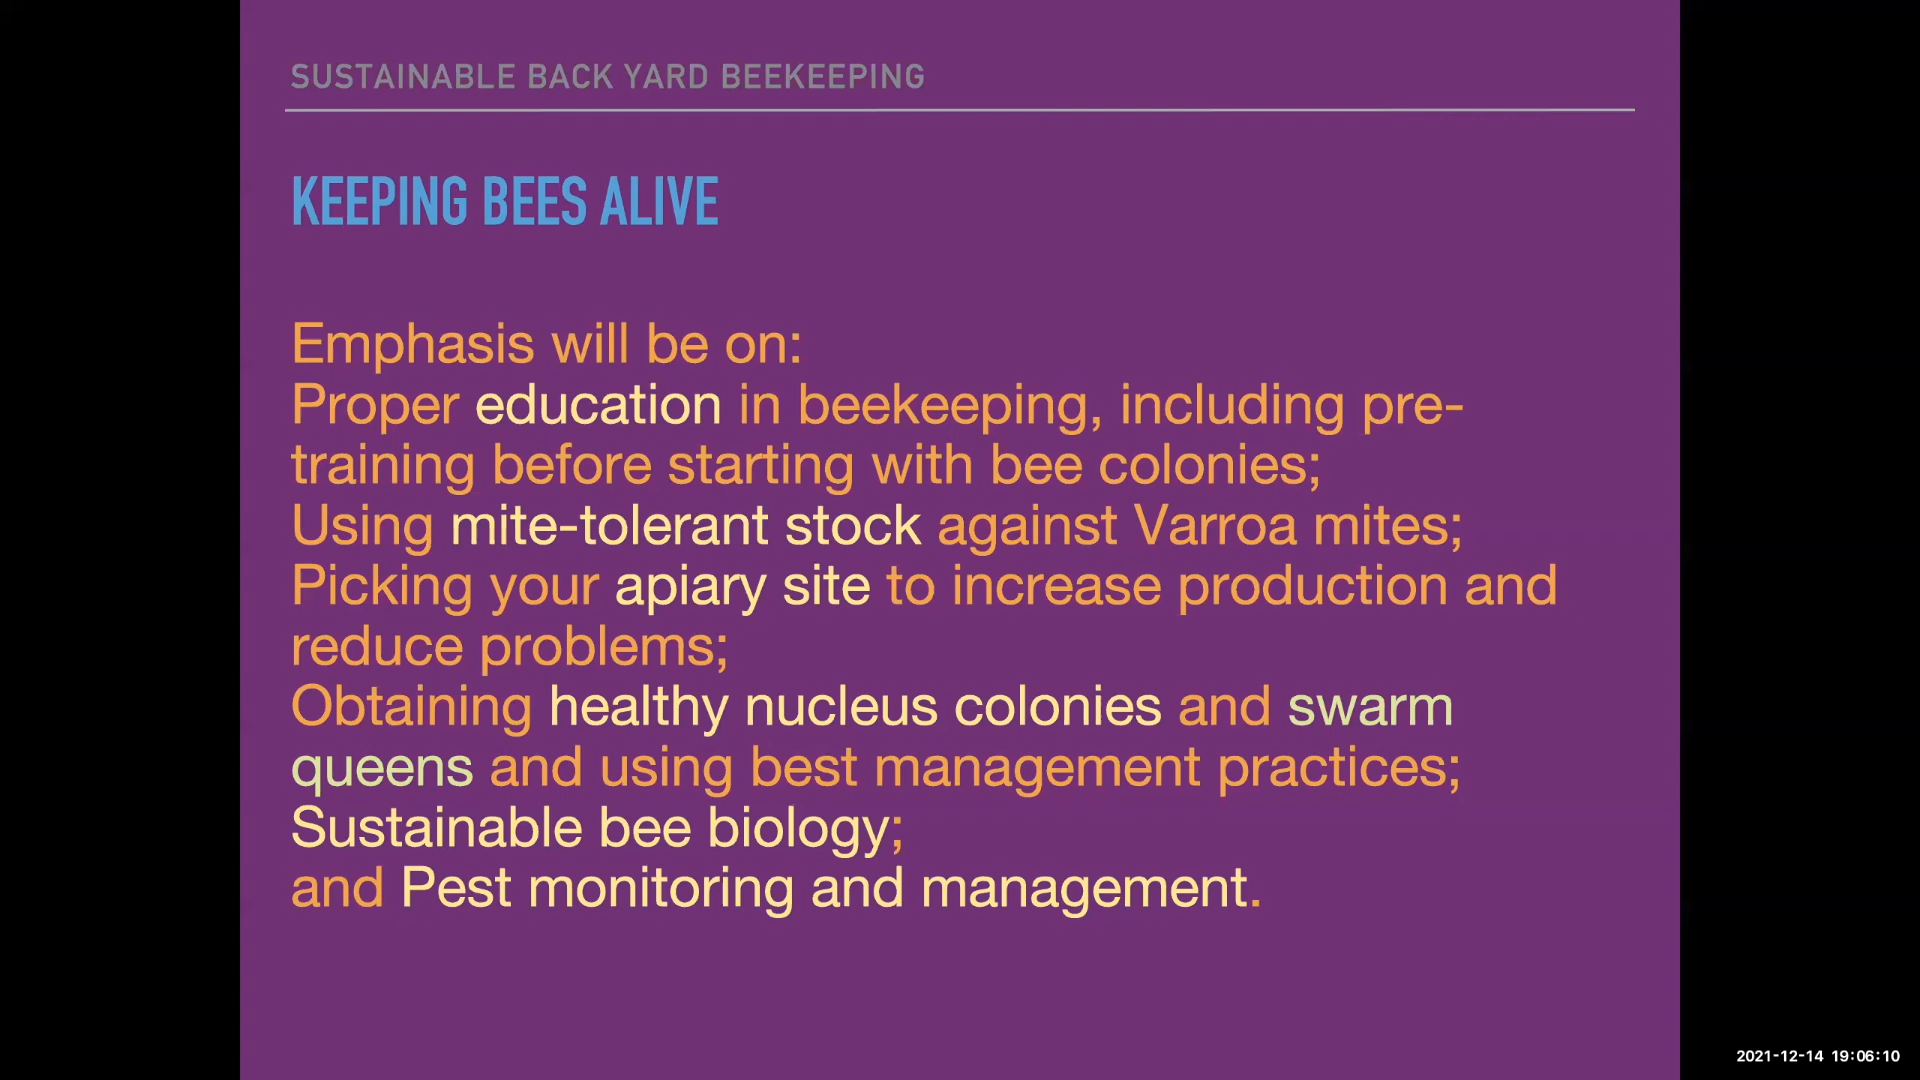 SUSTAINABLE BACK YARD BEEKEEPING
KEEPING BEES ALIVE
Emphasis will be on:
Proper education in beekeeping, including pre-
training before starting with bee colonies;
Using mite-tolerant stock against Varroa mites;
Picking your apiary site to increase production and
reduce problems;
Obtaining healthy nucleus colonies and swarm
queens and using best management practices;
Sustainable bee biology;
and Pest monitoring and management.
2021-12-14 19:06:10